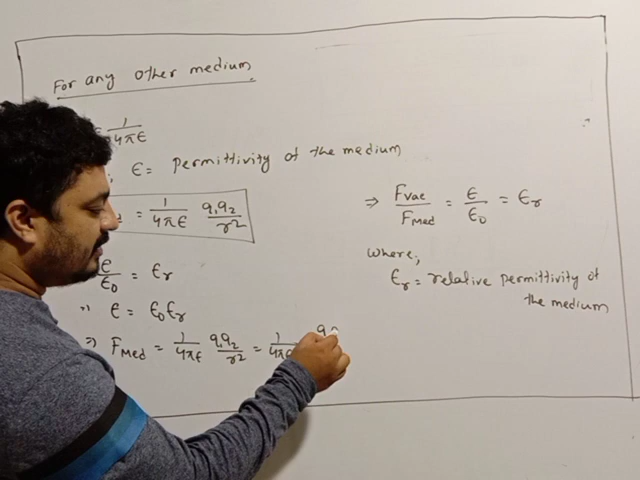 For any other medium
1/4πε
, ε = permittivity of the medium
= 1/4πε q₁q₂/r²
ε/ε₀ = εr
ε = ε₀εr
⇒ FMed = 1/4πε q₁q₂/r² = 1/4π
⇒ Fvac/FMed = ε/ε₀ = εr
where,
εr = relative permittivity of
the medium